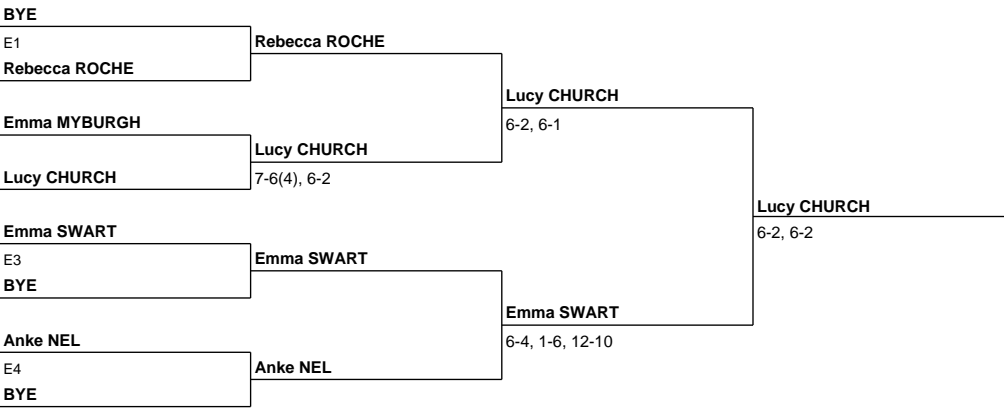 BYE
E1
Rebecca ROCHE
Rebecca ROCHE
Lucy CHURCH
Emma MYBURGH
6-2, 6-1
Lucy CHURCH
Lucy CHURCH
7-6(4), 6-2
Lucy CHURCH
Emma SWART
6-2, 6-2
E3
Emma SWART
BYE
Emma SWART
Anke NEL
6-4, 1-6, 12-10
E4
Anke NEL
BYE